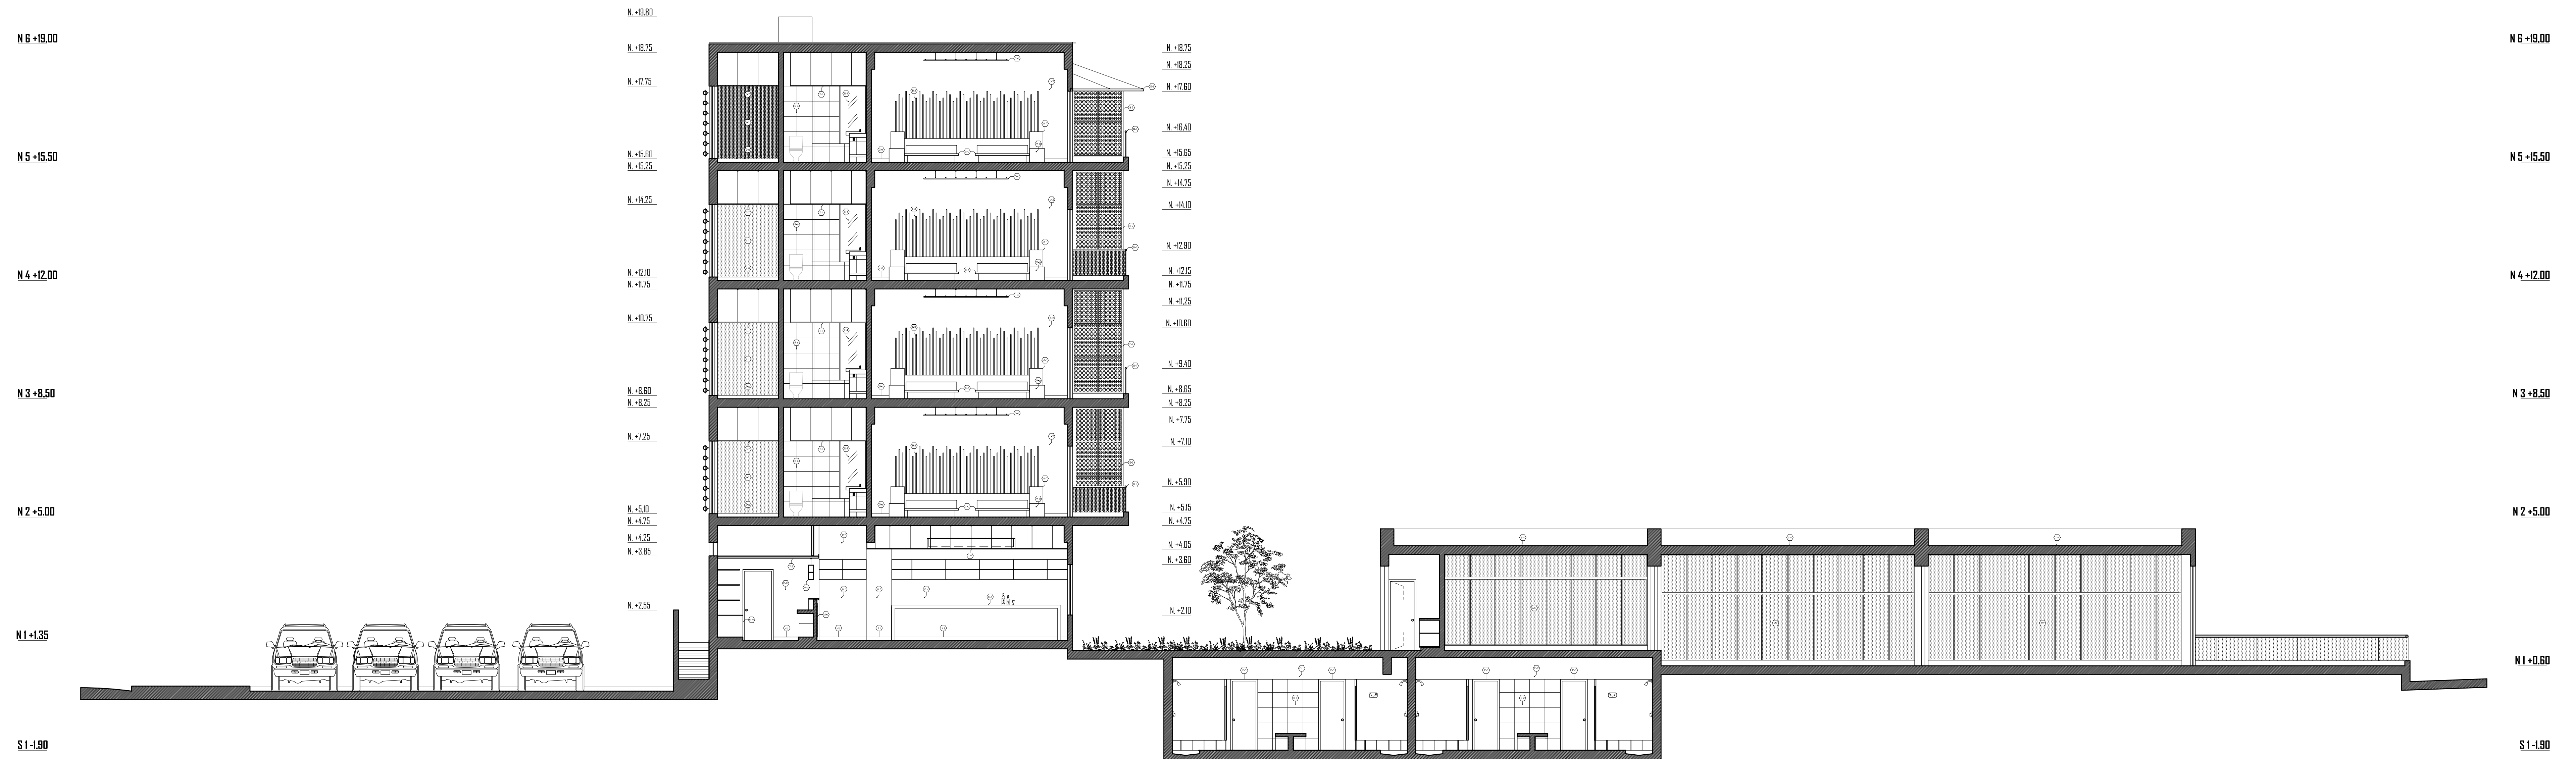 N 6 +19.00
N 5 +15.50
N 4 +12.00
N 3 +8.50
N 2 +5.00
N 1 +1.35
S 1 -1.90
N. +19.80
N. +18.75
N. +17.75
N. +15.60
N. +15.25
N. +14.25
N. +12.10
N. +11.75
N. +10.75
N. +8.60
N. +8.25
N. +7.25
N. +5.10
N. +4.75
N. +4.25
N. +3.85
N. +2.55
N. +18.75
N. +18.25
N. +17.60
N. +16.40
N. +15.65
N. +15.25
N. +14.75
N. +14.10
N. +12.90
N. +12.15
N. +11.75
N. +11.25
N. +10.60
N. +9.40
N. +8.65
N. +8.25
N. +7.75
N. +7.10
N. +5.90
N. +5.15
N. +4.75
N. +4.05
N. +3.60
N. +2.10
N 6 +19.00
N 5 +15.50
N 4 +12.00
N 3 +8.50
N 2 +5.00
N 1 +0.60
S 1 -1.90